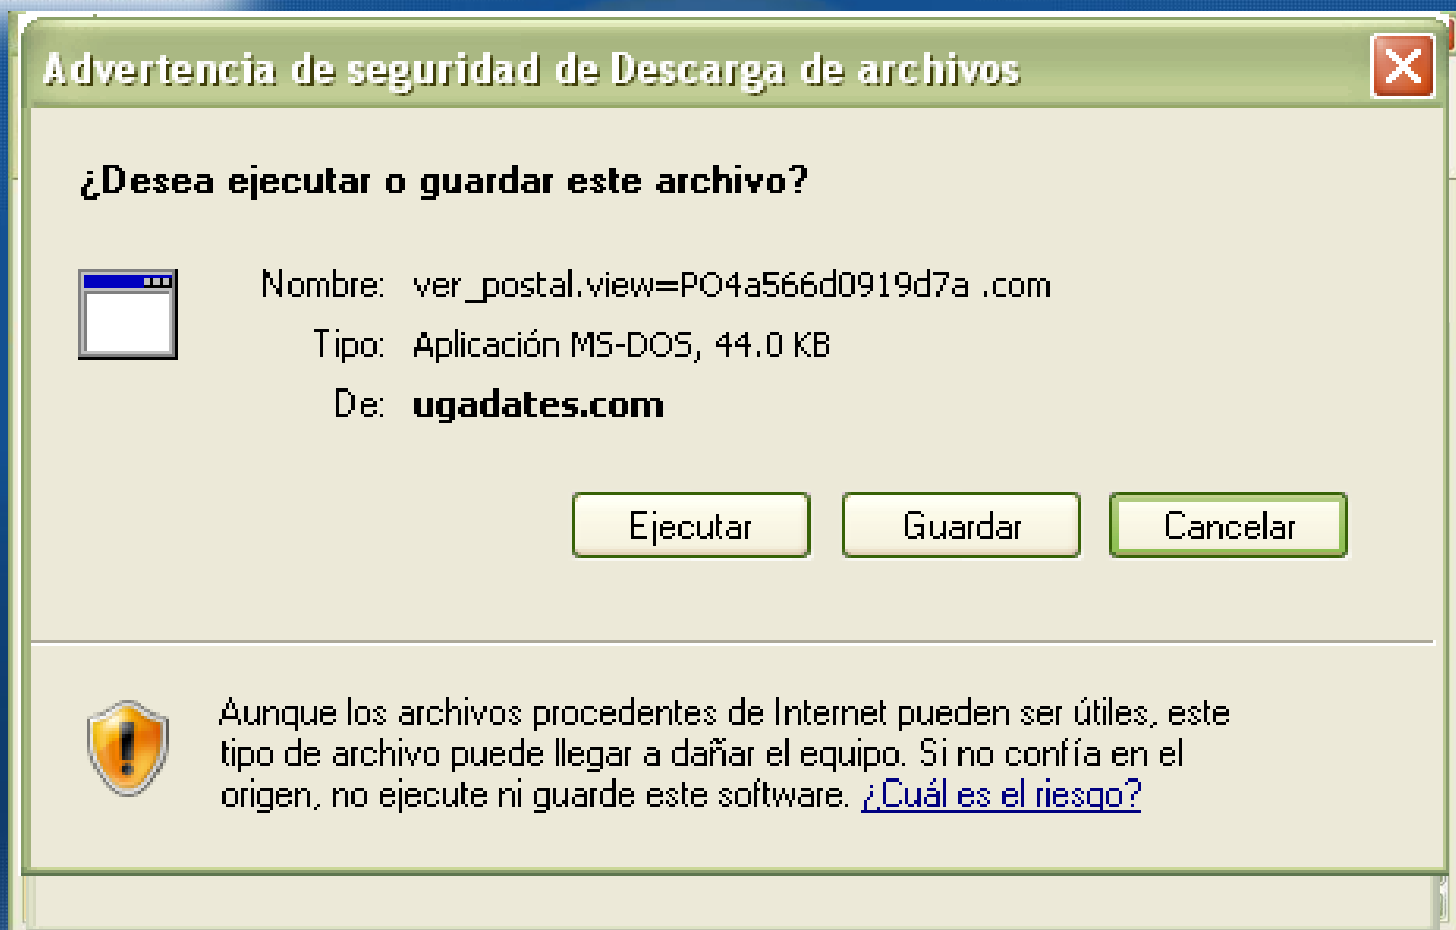 Advertencia de seguridad de Descarga de archivos
¿Desea ejecutar o guardar este archivo?
Nombre: ver_postal.view=PO4a566d0919d7a .com
Tipo: Aplicación MS-DOS, 44.0 KB
De: ugadates.com
Ejecutar Guardar Cancelar
Aunque los archivos procedentes de Internet pueden ser útiles, este
tipo de archivo puede llegar a dañar el equipo. Si no confía en el
origen, no ejecute ni guarde este software. ¿Cuál es el riesgo?